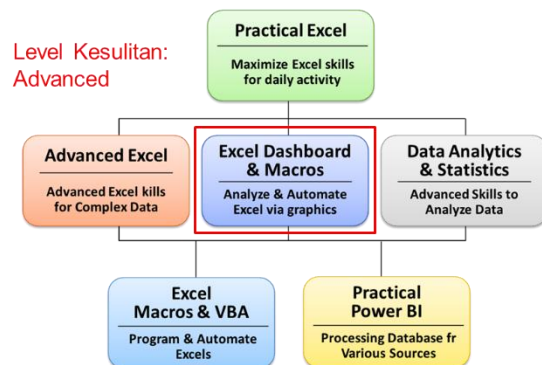 Level Kesulitan:
Advanced
Practical Excel
Maximize Excel skills
for daily activity
Advanced Excel
Advanced Excel kills
for Complex Data
Excel Dashboard
& Macros
Analyze & Automate
Excel via graphics
Data Analytics
& Statistics
Advanced Skills to
Analyze Data
Excel
Macros & VBA
Program & Automate
Excels
Practical
Power BI
Processing Database fr
Various Sources